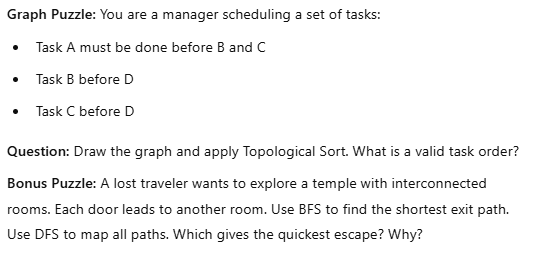 Graph Puzzle: You are a manager scheduling a set of tasks:
• Task A must be done before B and C
• Task B before D
• Task C before D
Question: Draw the graph and apply Topological Sort. What is a valid task order?
Bonus Puzzle: A lost traveler wants to explore a temple with interconnected
rooms. Each door leads to another room. Use BFS to find the shortest exit path.
Use DFS to map all paths. Which gives the quickest escape? Why?